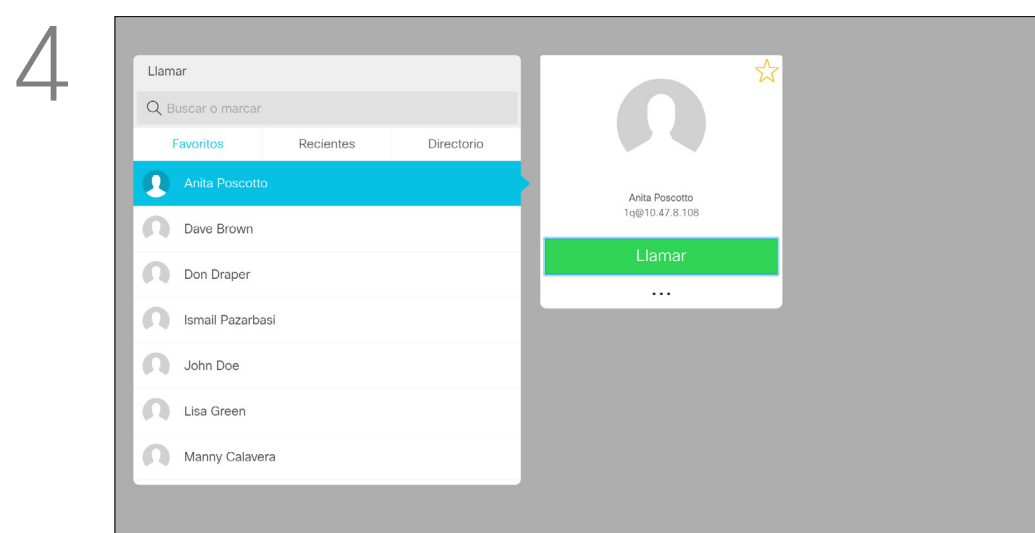 4
Llamar
Buscar o marcar
Favoritos Recientes Directorio
Anita Poscotto
Dave Brown
Don Draper
Ismail Pazarbasi
John Doe
Lisa Green
Manny Calavera
Anita Poscotto
1q@10.47.8.108
Llamar
...